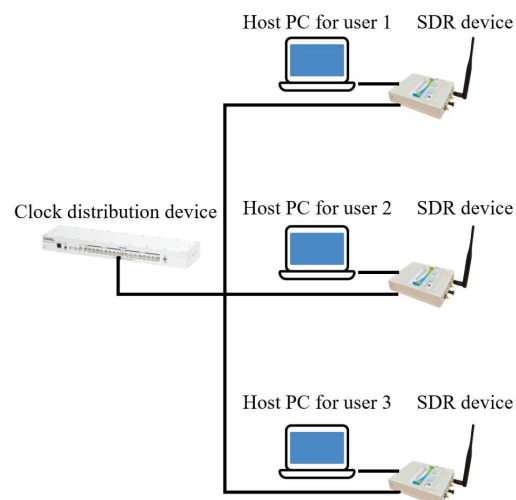 Host PC for user 1 SDR device
Clock distribution device
Host PC for user 2 SDR device
Host PC for user 3 SDR device